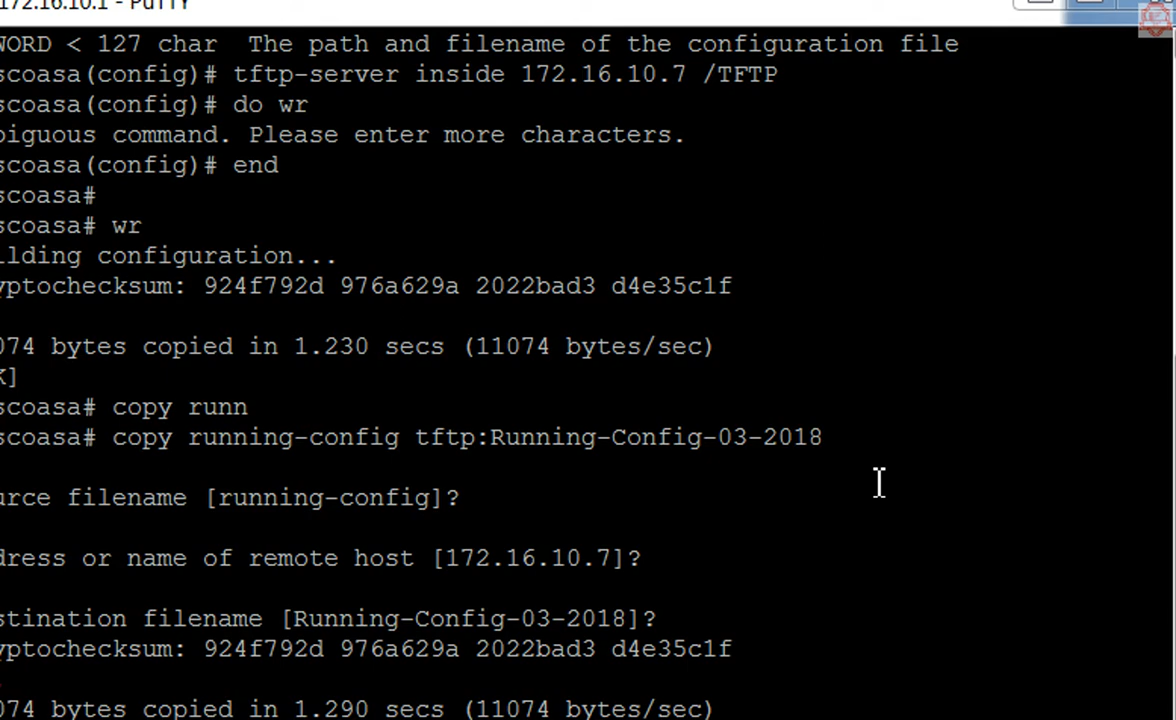 172.16.10.1 - PuTTY
WORD < 127 char  The path and filename of the configuration file
scoasa(config)# tftp-server inside 172.16.10.7 /TFTP
scoasa(config)# do wr
biguous command. Please enter more characters.
scoasa(config)# end
scoasa#
scoasa# wr
ilding configuration...
yptochecksum: 924f792d 976a629a 2022bad3 d4e35c1f
074 bytes copied in 1.230 secs (11074 bytes/sec)
K]
scoasa# copy runn
scoasa# copy running-config tftp:Running-Config-03-2018
urce filename [running-config]?
dress or name of remote host [172.16.10.7]?
stination filename [Running-Config-03-2018]?
yptochecksum: 924f792d 976a629a 2022bad3 d4e35c1f
074 bytes copied in 1.290 secs (11074 bytes/sec)